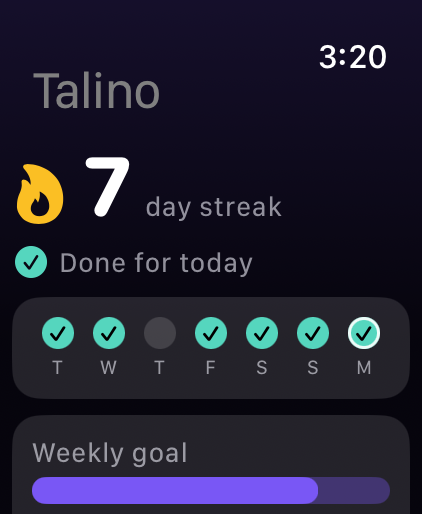 3:20
Talino
7 day streak
Done for today
T W T F S S M
Weekly goal